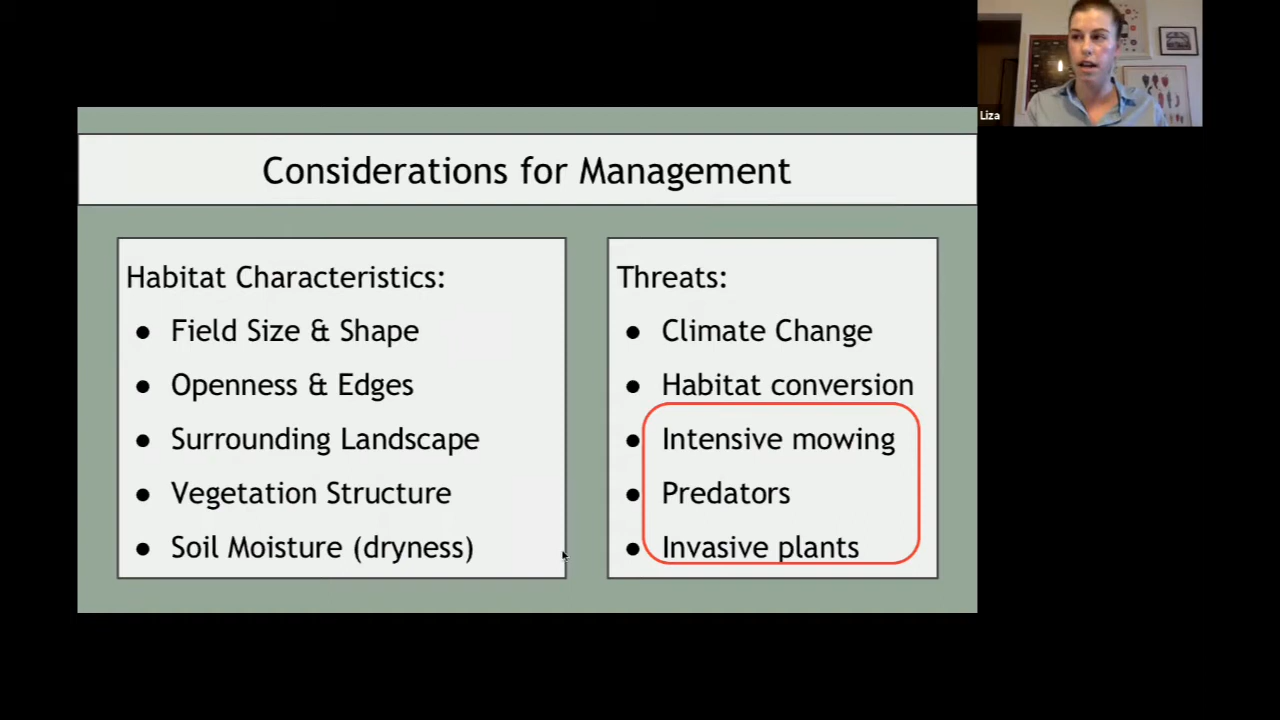 Considerations for Management
Habitat Characteristics:
● Field Size & Shape
● Openness & Edges
● Surrounding Landscape
● Vegetation Structure
● Soil Moisture (dryness)
Threats:
● Climate Change
● Habitat conversion
● Intensive mowing
● Predators
● Invasive plants
Liza